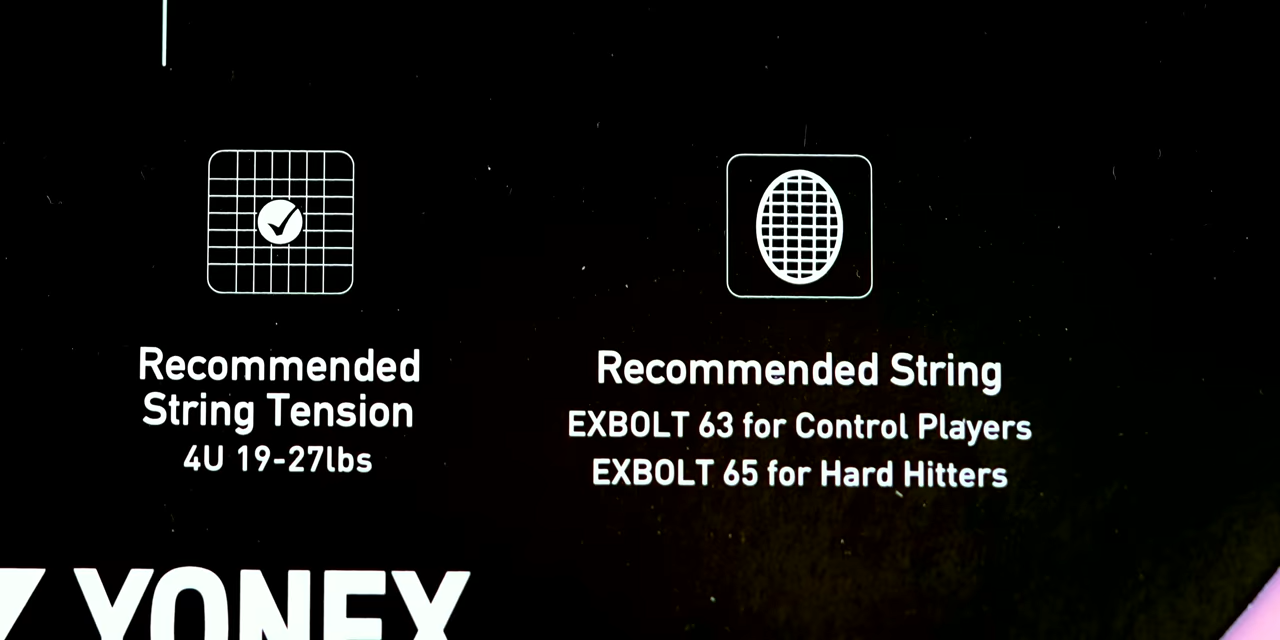 Recommended
String Tension
4U 19-27lbs
Recommended String
EXBOLT 63 for Control Players
EXBOLT 65 for Hard Hitters
YONEX